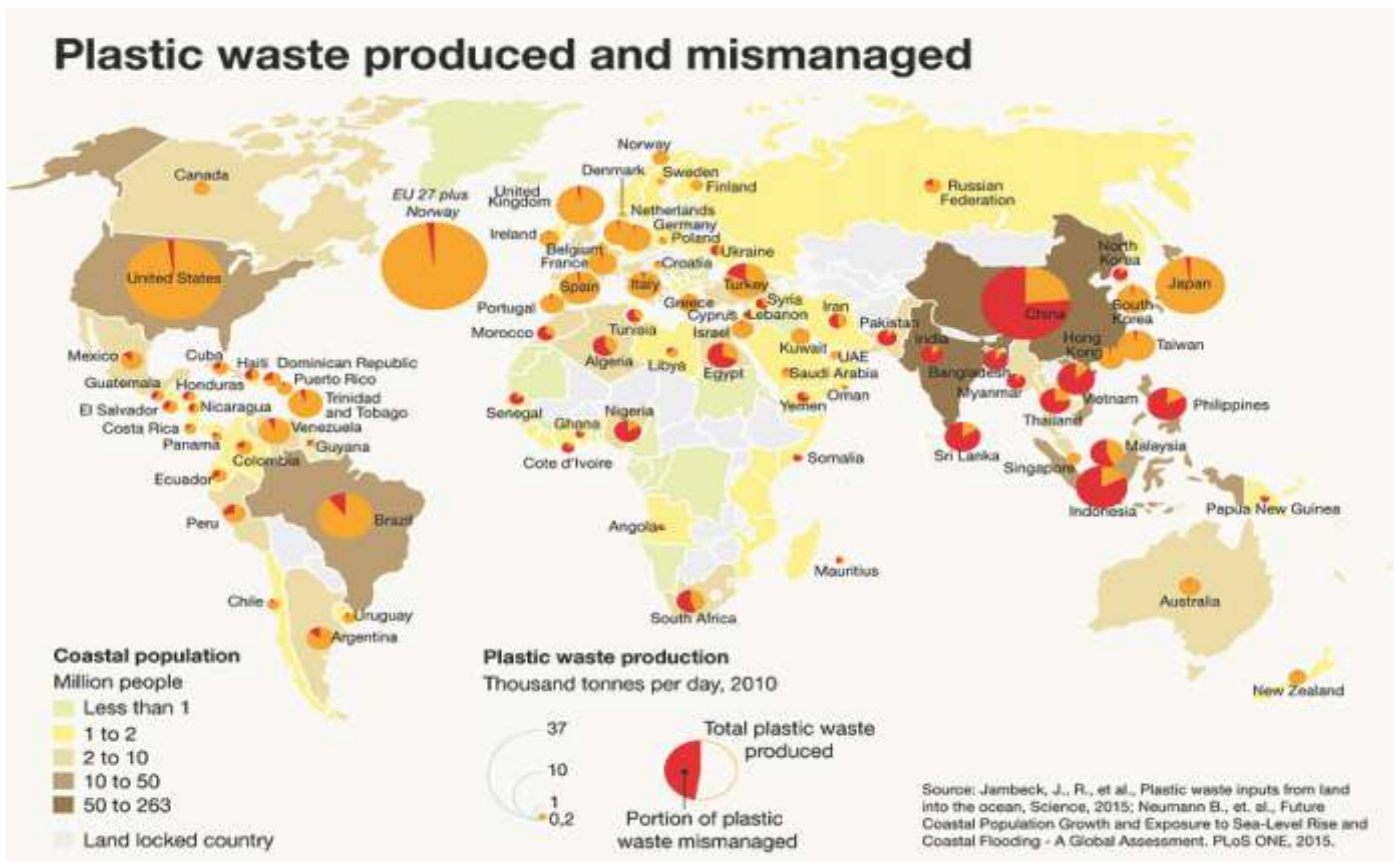 Plastic waste produced and mismanaged
Norway
Denmark
Sweden
Finland
Canada
EU 27 plus
Norway
United
Kingdom
Russian
Federation
Netherlands
Germany
Ireland
Poland
Belgium
Ukraine
North
Korea
France
Croatia
United States
Spain
Italy
Turkey
Japan
Portugal
Greece
Syria
Iran
China
South
Korea
Cyprus
Lebanon
Morocco
Tunisia
Israel
Pakistan
India
Hong
Kong
Taiwan
Mexico
Cuba
Haiti
Dominican Republic
Algeria
Libya
Egypt
Kuwait
UAE
Saudi Arabia
Bangladesh
Guatemala
Honduras
Puerto Rico
Trinidad
and Tobago
Oman
Myanmar
Vietnam
Philippines
El Salvador
Nicaragua
Senegal
Nigeria
Yemen
Thailand
Costa Rica
Venezuela
Ghana
Panama
Guyana
Colombia
Cote d'Ivoire
Somalia
Sri Lanka
Malaysia
Singapore
Ecuador
Indonesia
Papua New Guinea
Peru
Brazil
Angola
Mauritius
Chile
Uruguay
Argentina
South Africa
Australia
New Zealand
Coastal population
Million people
Less than 1
1 to 2
2 to 10
10 to 50
50 to 263
Land locked country
Plastic waste production
Thousand tonnes per day, 2010
37
10
1
0,2
Total plastic waste
produced
Portion of plastic
waste mismanaged
Source: Jambeck, J., R., et al., Plastic waste inputs from land
into the ocean, Science, 2015; Neumann B., et. al., Future
Coastal Population Growth and Exposure to Sea-Level Rise and
Coastal Flooding - A Global Assessment. PLoS ONE, 2015.